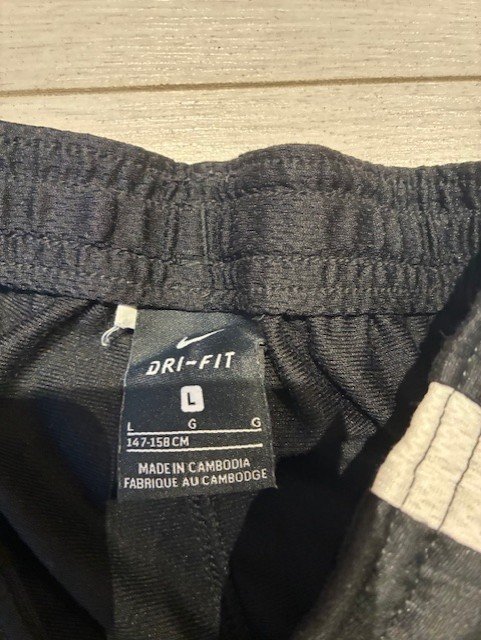 DRI-FIT
L
L G G
147-158 CM
MADE IN CAMBODIA
FABRIQUE AU CAMBODGE